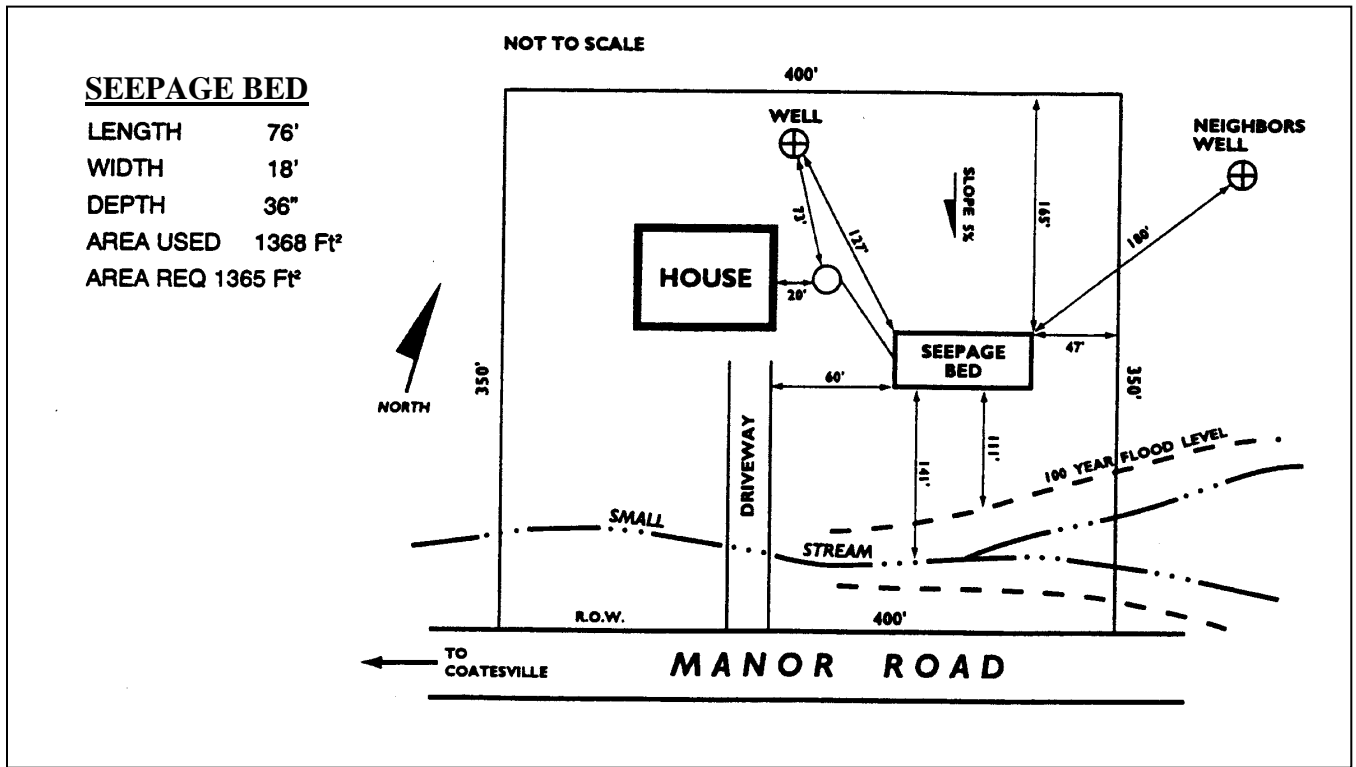 NOT TO SCALE
SEEPAGE BED
LENGTH 76'
WIDTH 18'
DEPTH 36"
AREA USED 1368 Ft²
AREA REQ 1365 Ft²
400'
WELL
NEIGHBORS
WELL
SLOPE 5%
165'
73'
127'
180'
HOUSE
20'
SEEPAGE
BED
47'
60'
350'
350'
NORTH
DRIVEWAY
141'
111'
100 YEAR FLOOD LEVEL
SMALL
STREAM
R.O.W.
400'
TO
COATESVILLE
MANOR ROAD